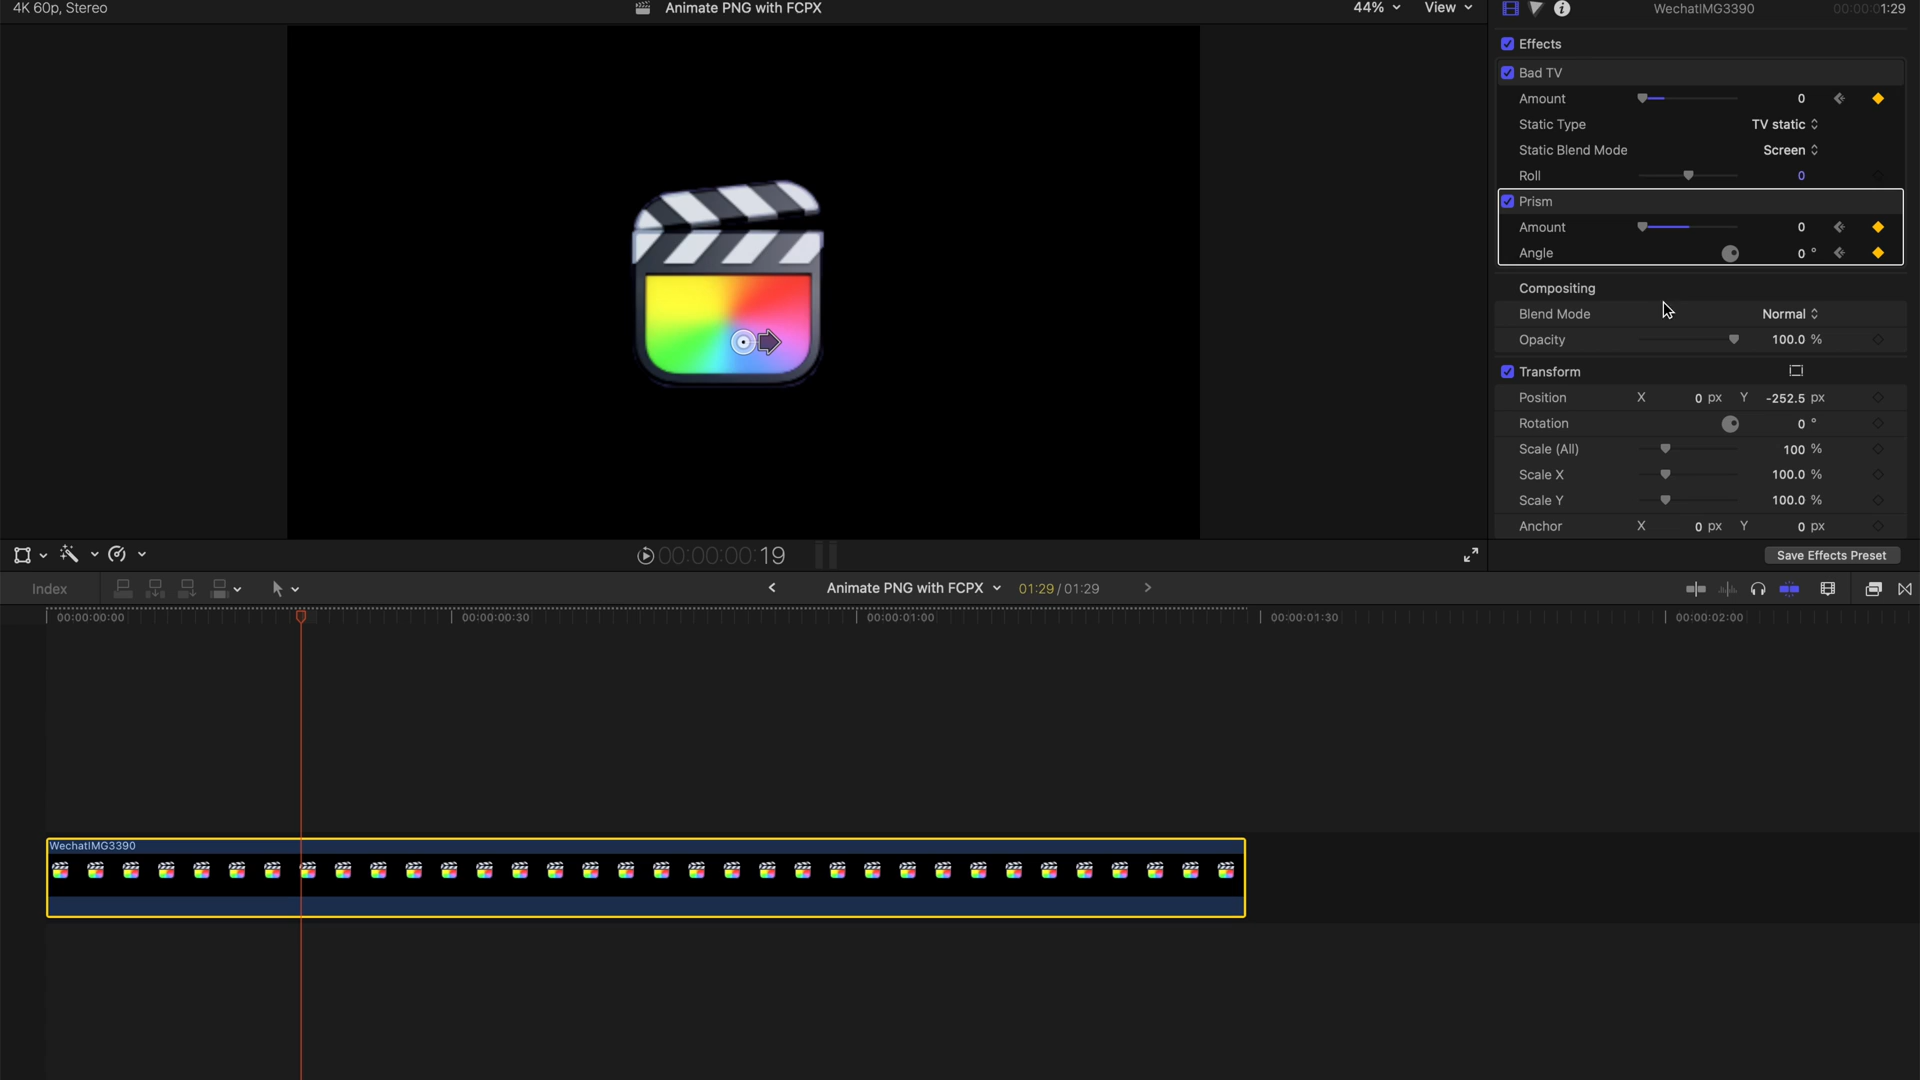 4K 60p, Stereo
Animate PNG with FCPX
44%
View
WechatIMG3390
00:00:01:29
Effects
Bad TV
Amount 0
Static Type TV static
Static Blend Mode Screen
Roll 0
Prism
Amount 0
Angle 0 °
Compositing
Blend Mode Normal
Opacity 100.0 %
Transform
Position X 0 px Y -252.5 px
Rotation 0 °
Scale (All) 100 %
Scale X 100.0 %
Scale Y 100.0 %
Anchor X 0 px Y 0 px
00:00:00:19
Save Effects Preset
Index
Animate PNG with FCPX
01:29 / 01:29
00:00:00:00
00:00:00:30
00:00:01:00
00:00:01:30
00:00:02:00
WechatIMG3390